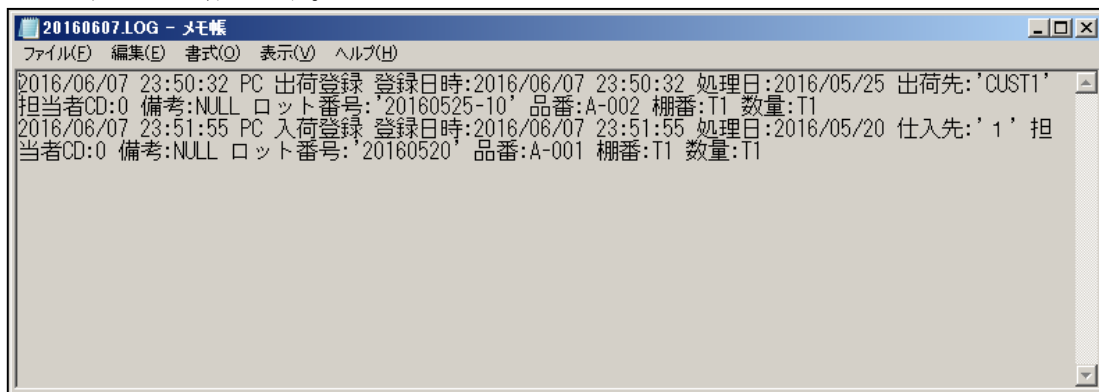 20160607.LOG - メモ帳
ファイル(F) 編集(E) 書式(O) 表示(V) ヘルプ(H)
2016/06/07 23:50:32 PC 出荷登録 登録日時:2016/06/07 23:50:32 処理日:2016/05/25 出荷先:'CUST1'
担当者CD:0 備考:NULL ロット番号:'20160525-10' 品番:A-002 棚番:T1 数量:T1
2016/06/07 23:51:55 PC 入荷登録 登録日時:2016/06/07 23:51:55 処理日:2016/05/20 仕入先:'1' 担
当者CD:0 備考:NULL ロット番号:'20160520' 品番:A-001 棚番:T1 数量:T1